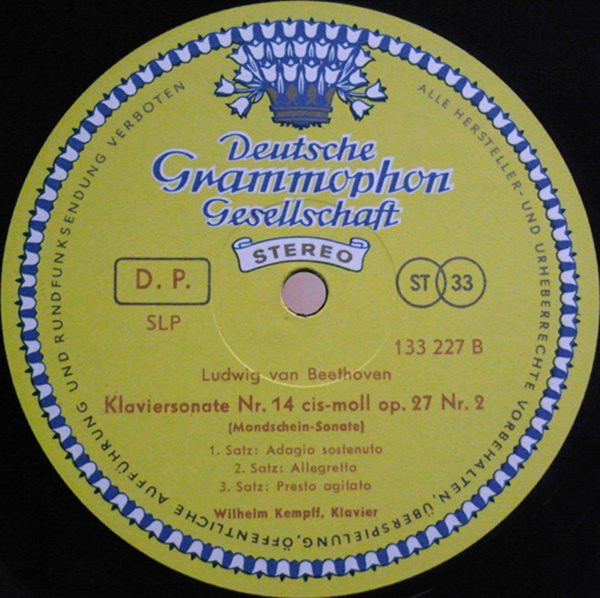 Deutsche
Grammophon
Gesellschaft
STEREO
D. P.
SLP
ST 33
133 227 B
Ludwig van Beethoven
Klaviersonate Nr. 14 cis-moll op. 27 Nr. 2
(Mondschein-Sonate)
1. Satz: Adagio sostenuto
2. Satz: Allegretto
3. Satz: Presto agitato
Wilhelm Kempff, Klavier
ALLE HERSTELLER- UND URHEBERRECHTE VORBEHALTEN, ÜBERSPIELUNG, ÖFFENTLICHE AUFFÜHRUNG UND RUNDFUNKSENDUNG VERBOTEN